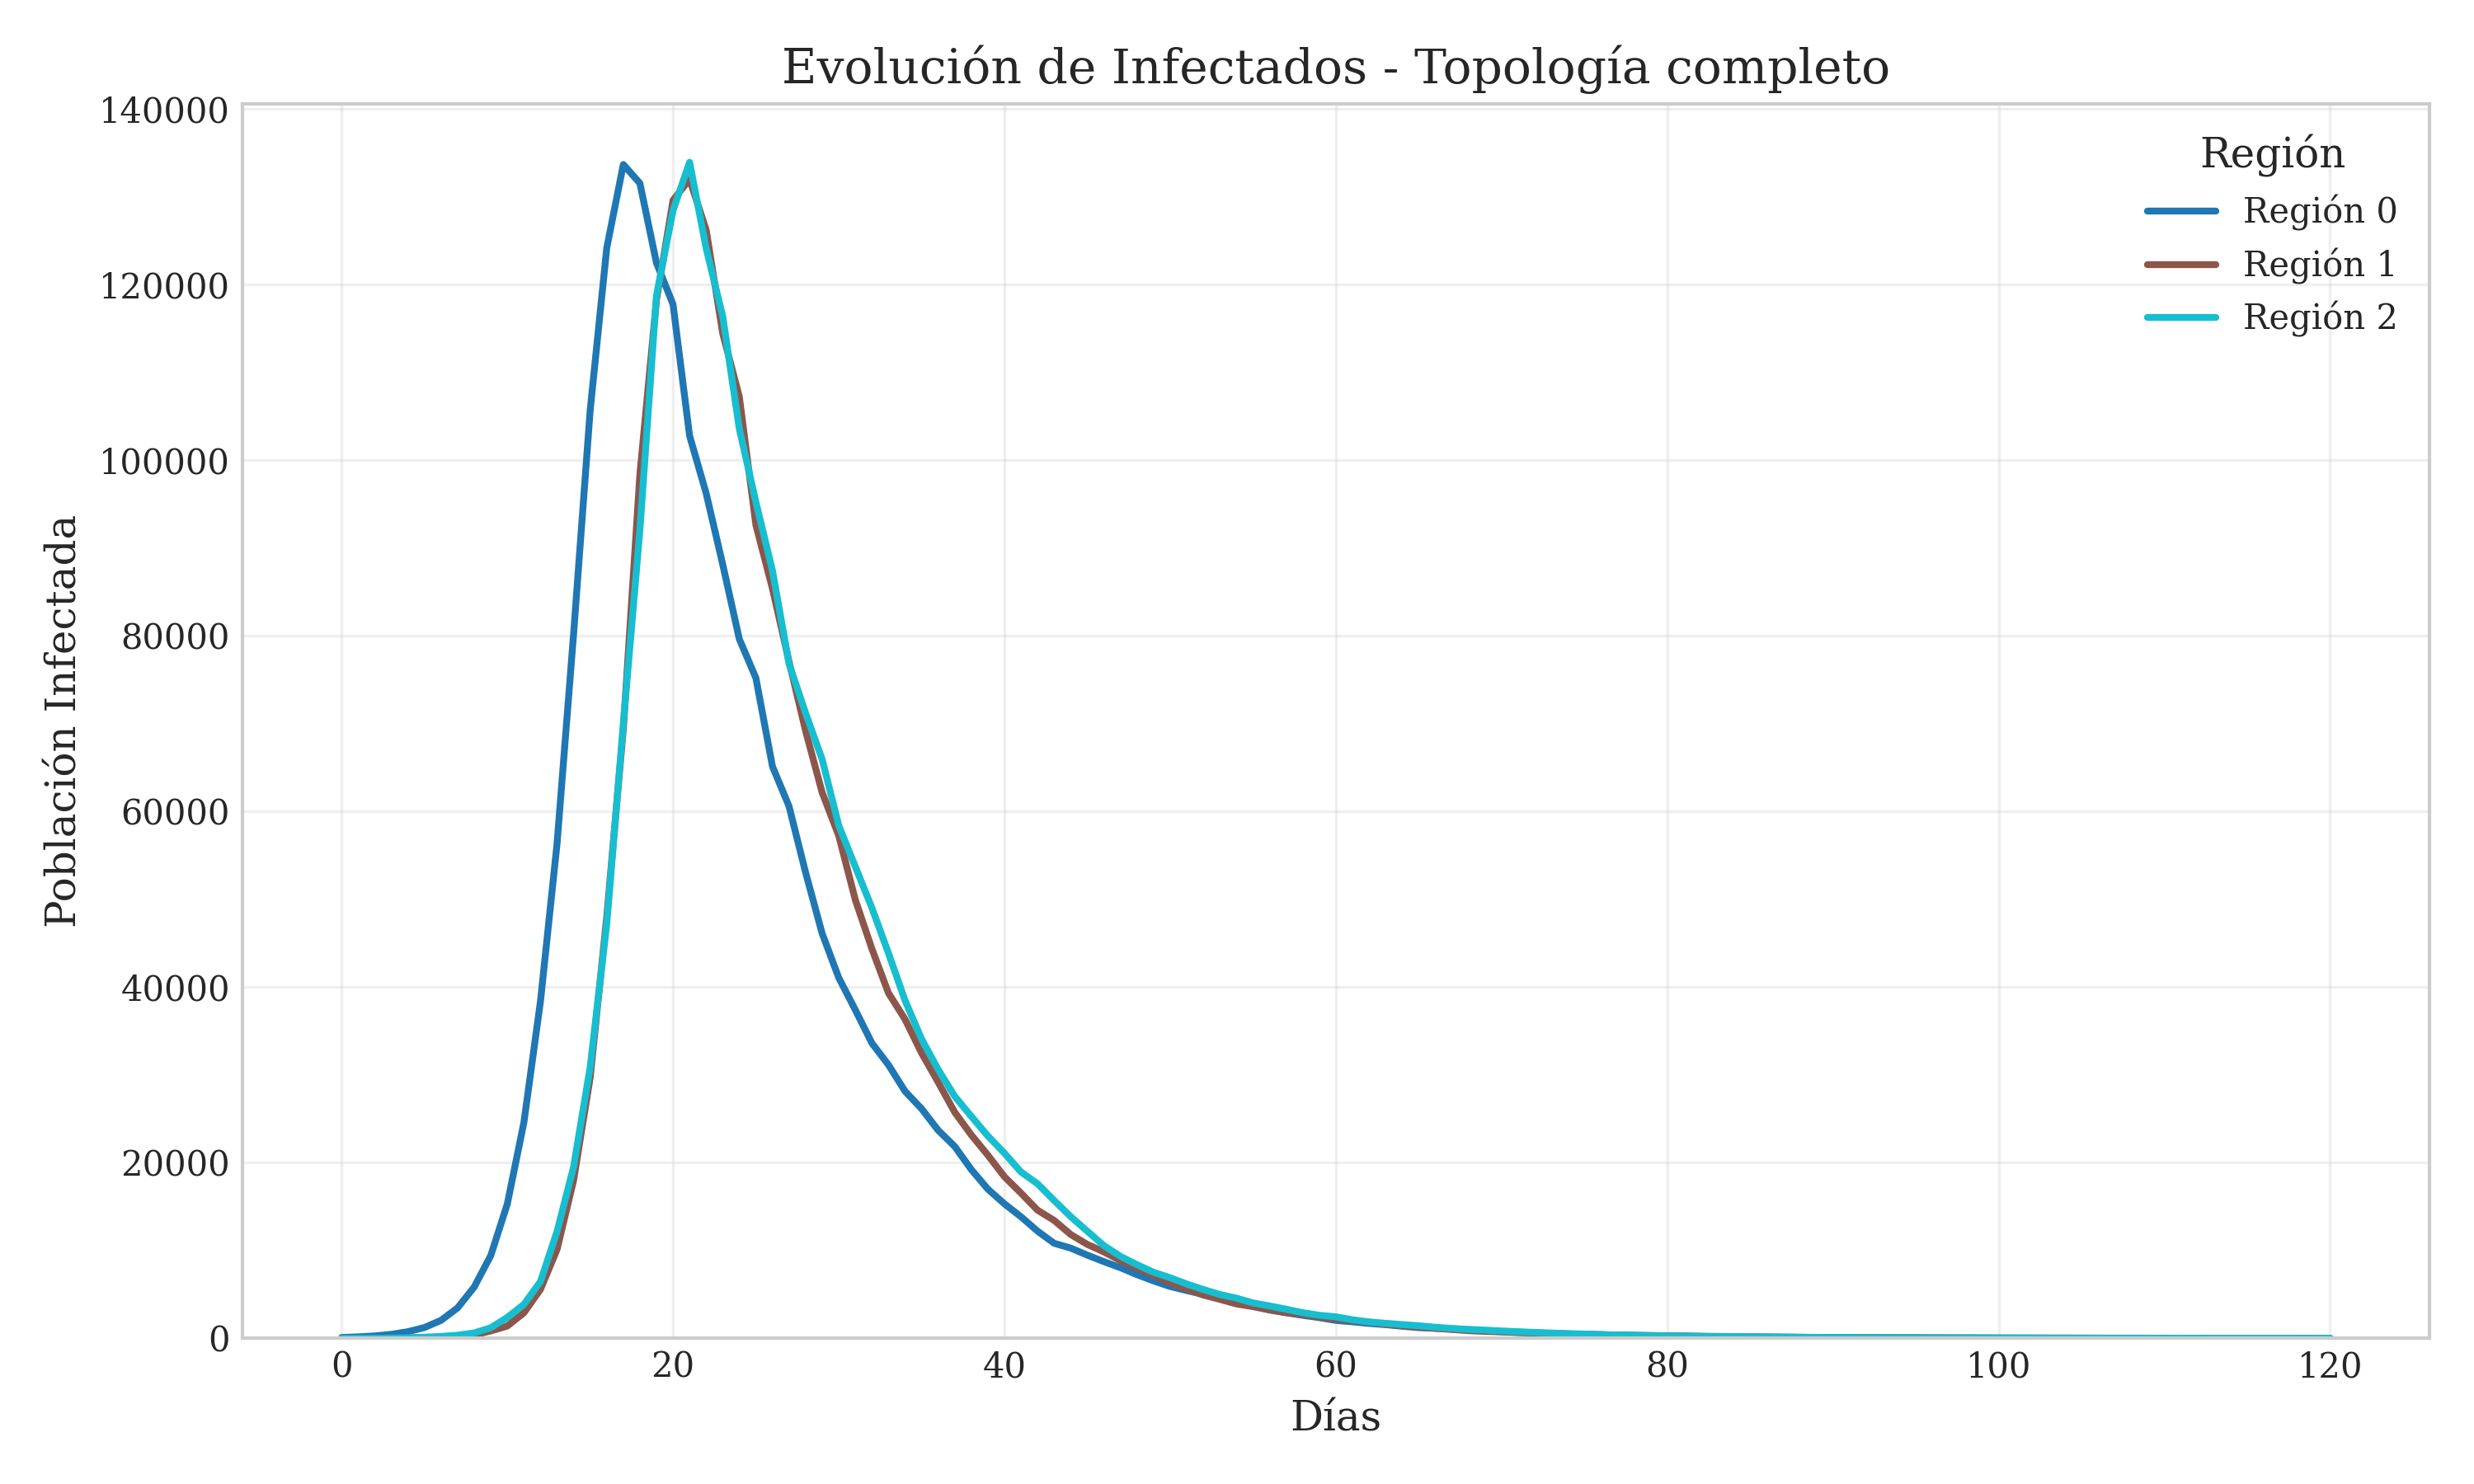 Evolución de Infectados - Topología completo
140000
120000
100000
80000
60000
40000
20000
0
Población Infectada
Región
Región 0
Región 1
Región 2
0 20 40 60 80 100 120
Días